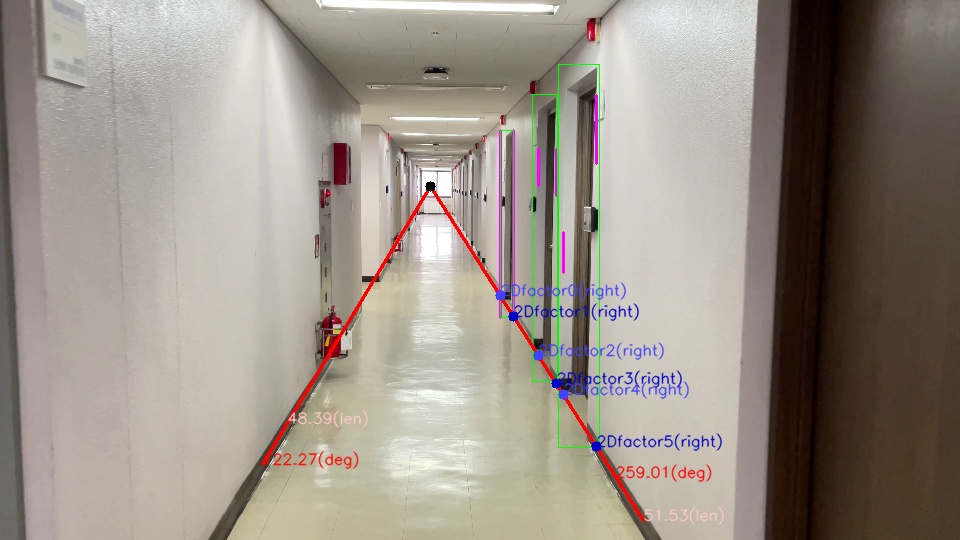 2Dfactor0(right)
2Dfactor1(right)
2Dfactor2(right)
2Dfactor3(right)
2Dfactor4(right)
48.39(len)
2Dfactor5(right)
22.27(deg)
259.01(deg)
51.53(len)